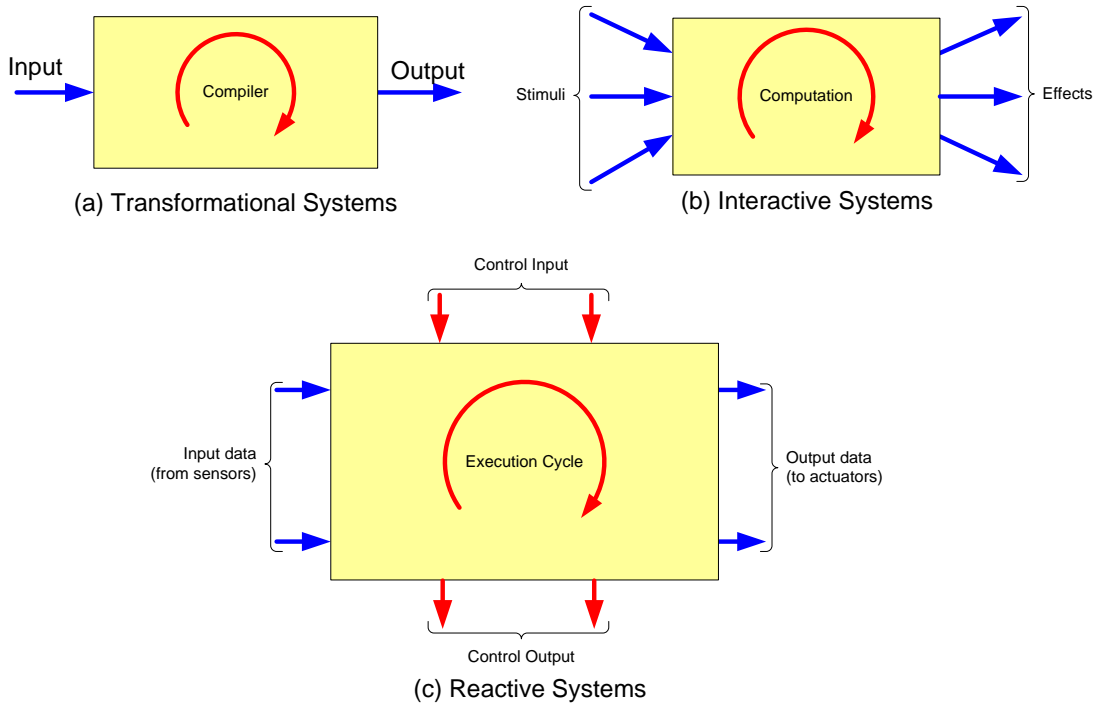 Input
Compiler
Output
(a) Transformational Systems
Stimuli
Computation
Effects
(b) Interactive Systems
Control Input
Input data
(from sensors)
Execution Cycle
Output data
(to actuators)
Control Output
(c) Reactive Systems